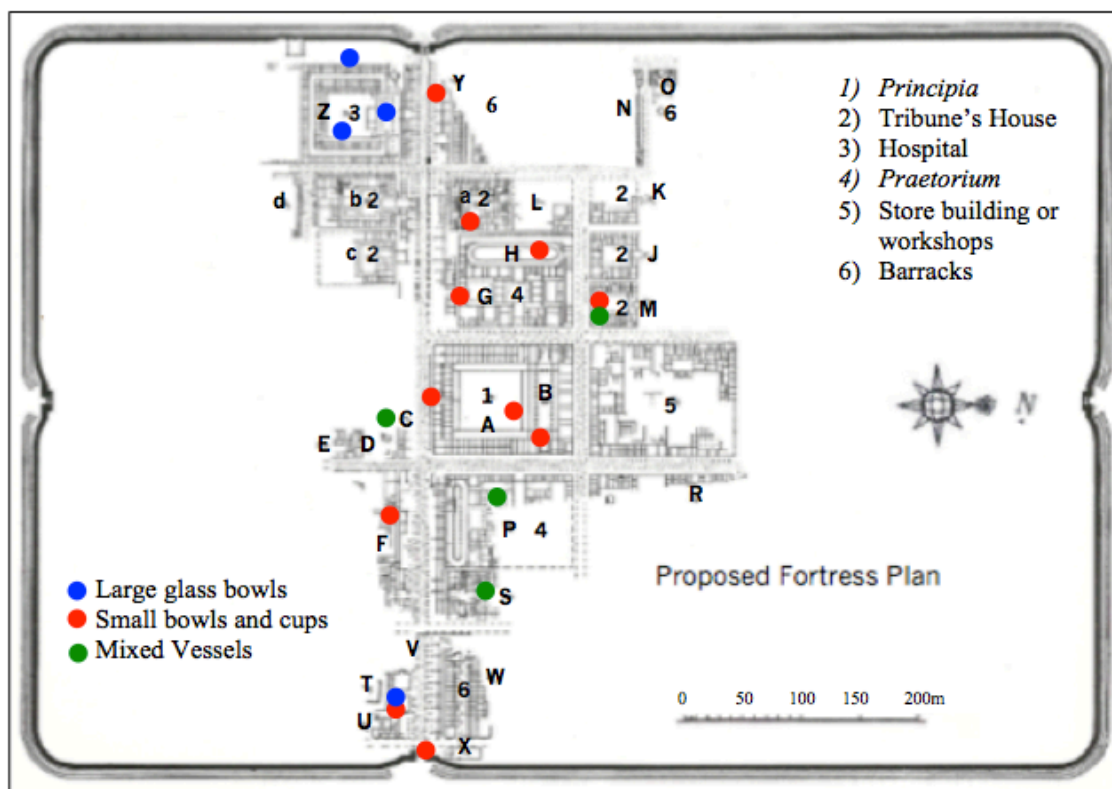 Y
O
6
Z 3
N
6
1) Principia
2) Tribune's House
3) Hospital
4) Praetorium
5) Store building or
workshops
6) Barracks
d
b 2
a 2
L
2
K
c 2
H
2
J
G 4
2
M
1
B
A
5
C
E
D
N
R
F
P 4
Proposed Fortress Plan
S
Large glass bowls
Small bowls and cups
Mixed Vessels
V
T
6
W
U
X
0 50 100 150 200m